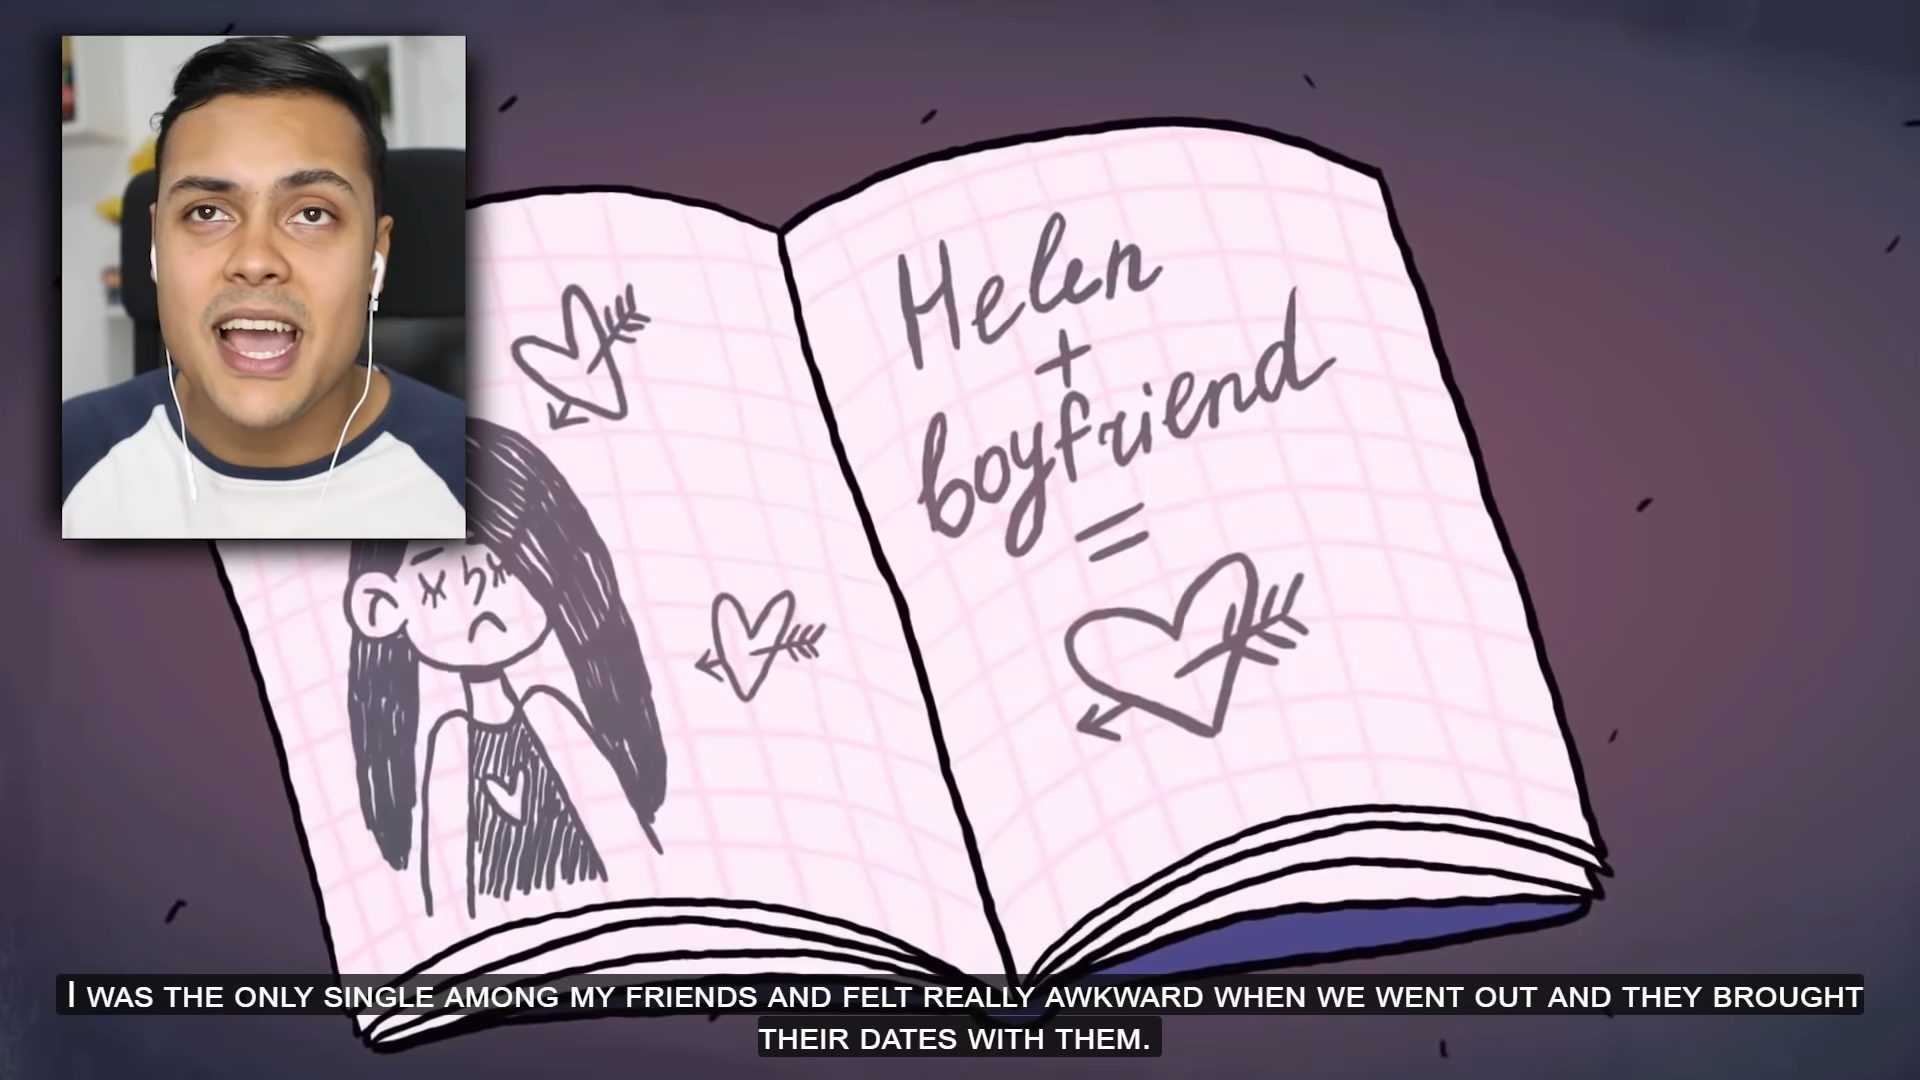 Helen
+
boyfriend
=
I WAS THE ONLY SINGLE AMONG MY FRIENDS AND FELT REALLY AWKWARD WHEN WE WENT OUT AND THEY BROUGHT
THEIR DATES WITH THEM.